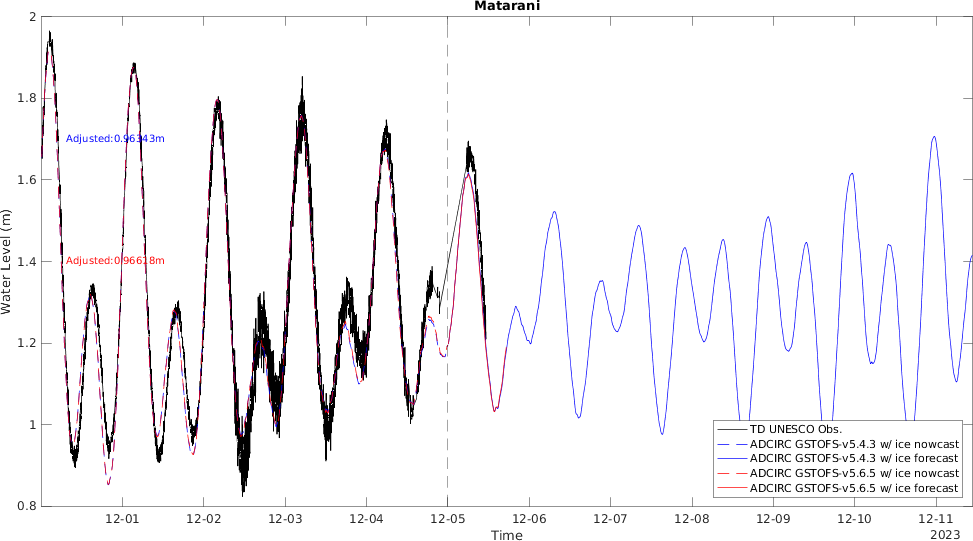 Matarani
2
1.8
1.6
1.4
1.2
1
0.8
Water Level (m)
Adjusted:0.96343m
Adjusted:0.96628m
12-01 12-02 12-03 12-04 12-05 12-06 12-07 12-08 12-09 12-10 12-11
Time
2023
TD UNESCO Obs.
ADCIRC GSTOFS-v5.4.3 w/ ice nowcast
ADCIRC GSTOFS-v5.4.3 w/ ice forecast
ADCIRC GSTOFS-v5.6.5 w/ ice nowcast
ADCIRC GSTOFS-v5.6.5 w/ ice forecast